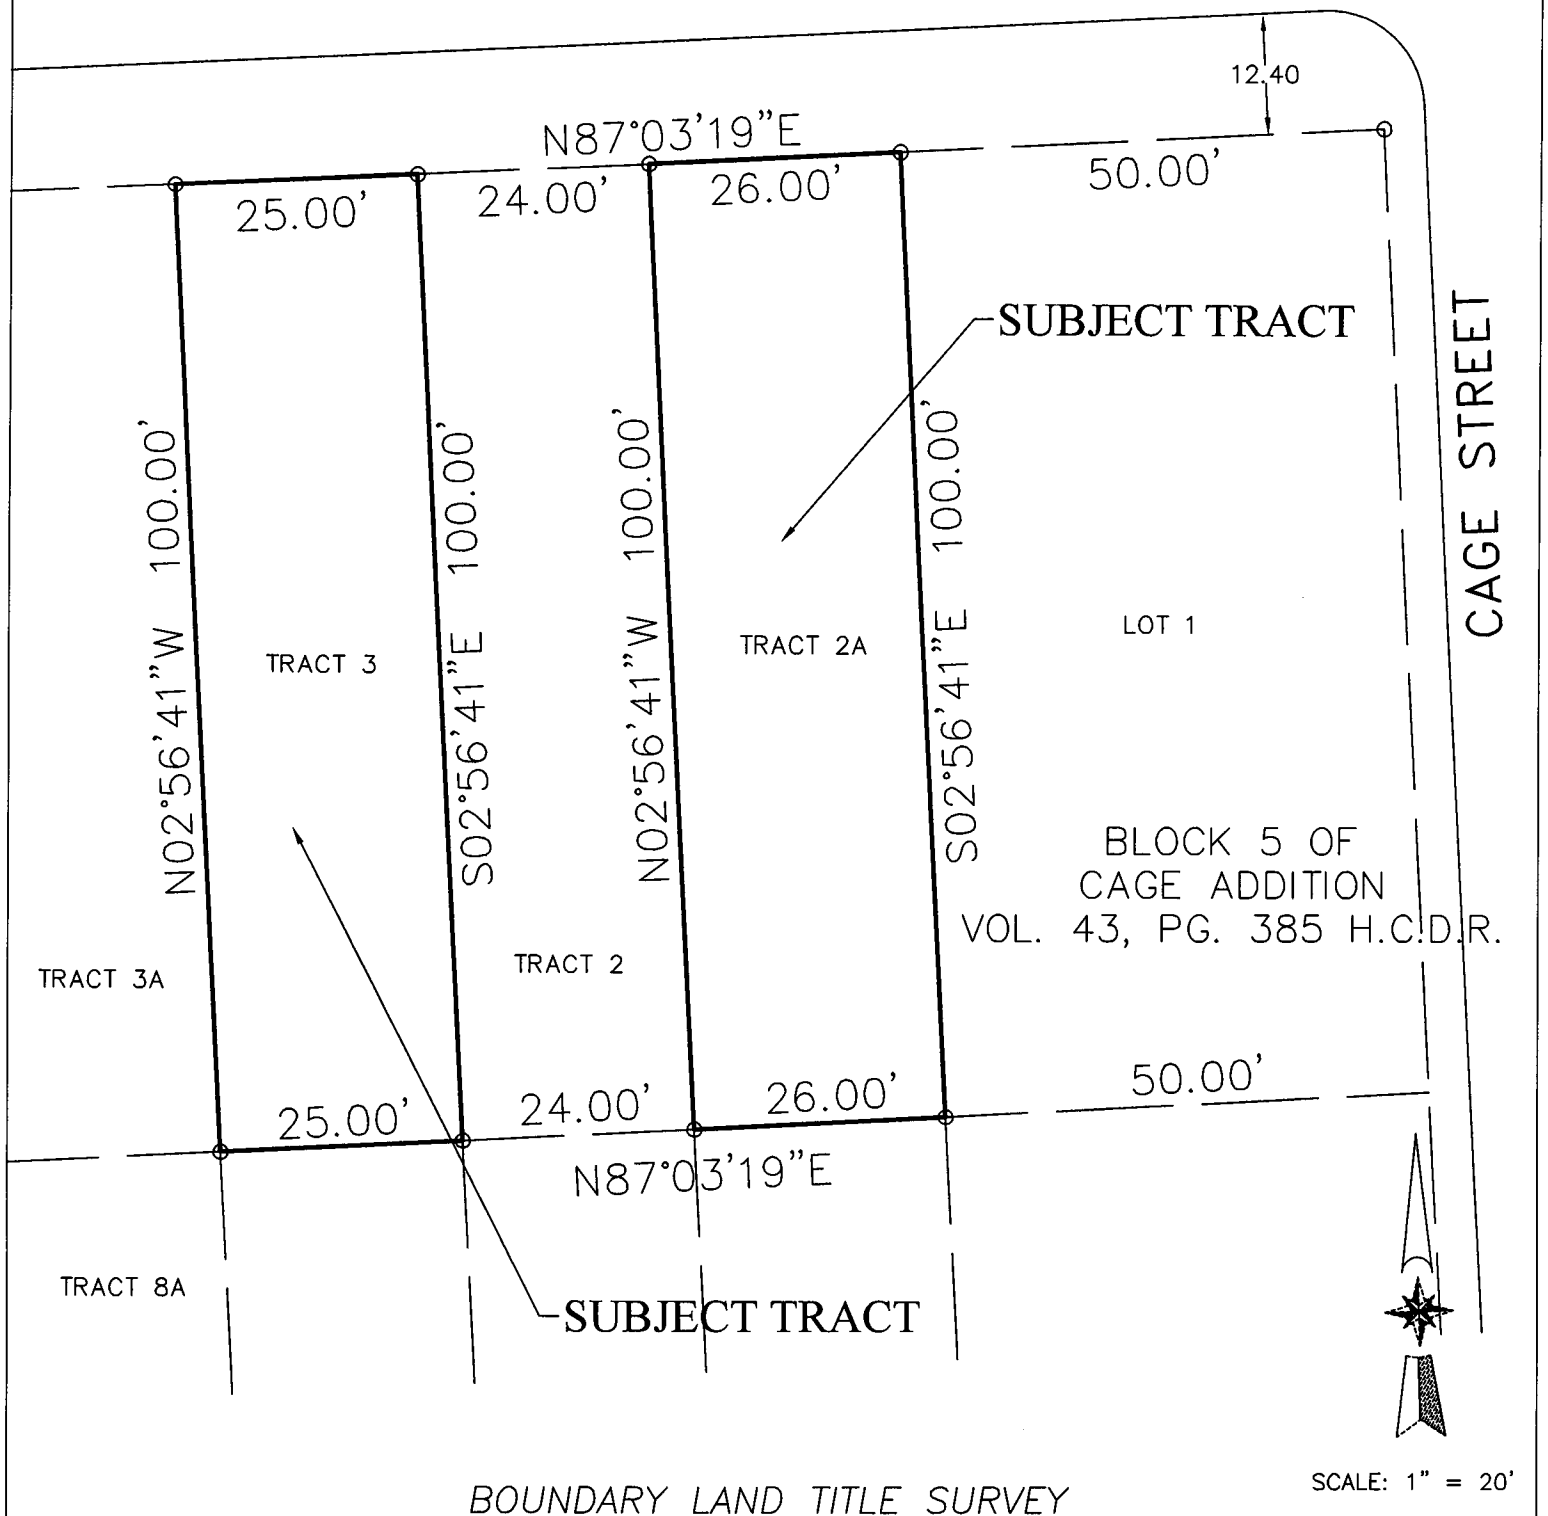 12.40
N87°03'19"E
25.00'
24.00'
26.00'
50.00'
SUBJECT TRACT
CAGE STREET
N02°56'41"W 100.00'
S02°56'41"E 100.00'
N02°56'41"W 100.00'
S02°56'41"E 100.00'
TRACT 3
TRACT 2A
LOT 1
BLOCK 5 OF
CAGE ADDITION
VOL. 43, PG. 385 H.C.D.R.
TRACT 3A
TRACT 2
25.00'
24.00'
26.00'
50.00'
N87°03'19"E
TRACT 8A
SUBJECT TRACT
SCALE: 1" = 20'
BOUNDARY LAND TITLE SURVEY